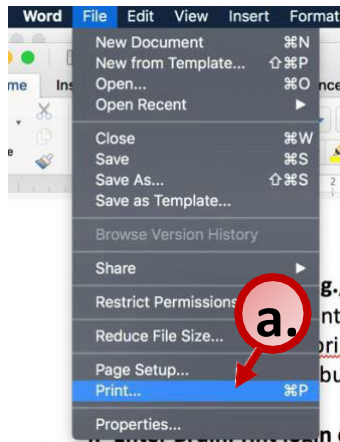 Word File Edit View Insert Format
me Ins
New Document ⌘N
New from Template... ⇧⌘P
Open... ⌘O
Open Recent ▶
Close ⌘W
Save ⌘S
Save As... ⇧⌘S
Save as Template...
Browse Version History
Share ▶
Restrict Permissions
Reduce File Size...
a.
Page Setup...
Print... ⌘P
Properties...